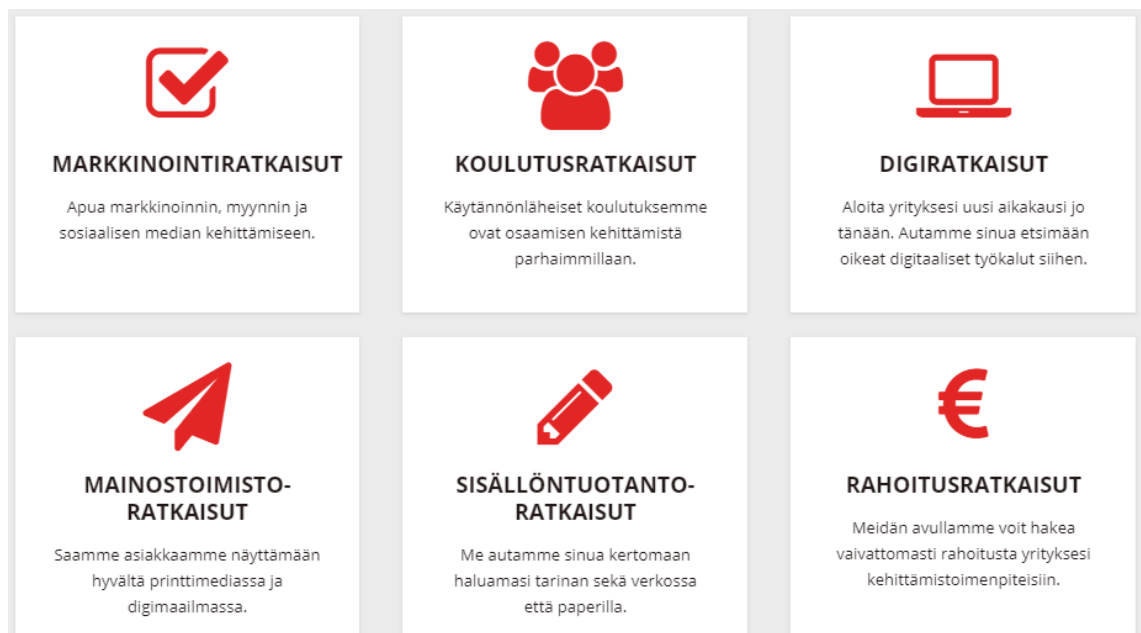 MARKKINOINTIRATKAISUT
Apua markkinoinnin, myynnin ja
sosiaalisen median kehittämiseen.
KOULUTUSRATKAISUT
Käytännönläheiset koulutuksemme
ovat osaamisen kehittämistä
parhaimmillaan.
DIGIRATKAISUT
Aloita yrityksesi uusi aikakausi jo
tänään. Autamme sinua etsimään
oikeat digitaaliset työkalut siihen.
MAINOSTOIMISTO-
RATKAISUT
Saamme asiakkaamme näyttämään
hyvältä printtimediassa ja
digimaailmassa.
SISÄLLÖNTUOTANTO-
RATKAISUT
Me autamme sinua kertomaan
haluamasi tarinan sekä verkossa
että paperilla.
€
RAHOITUSRATKAISUT
Meidän avullamme voit hakea
vaivattomasti rahoitusta yrityksesi
kehittämistoimenpiteisiin.